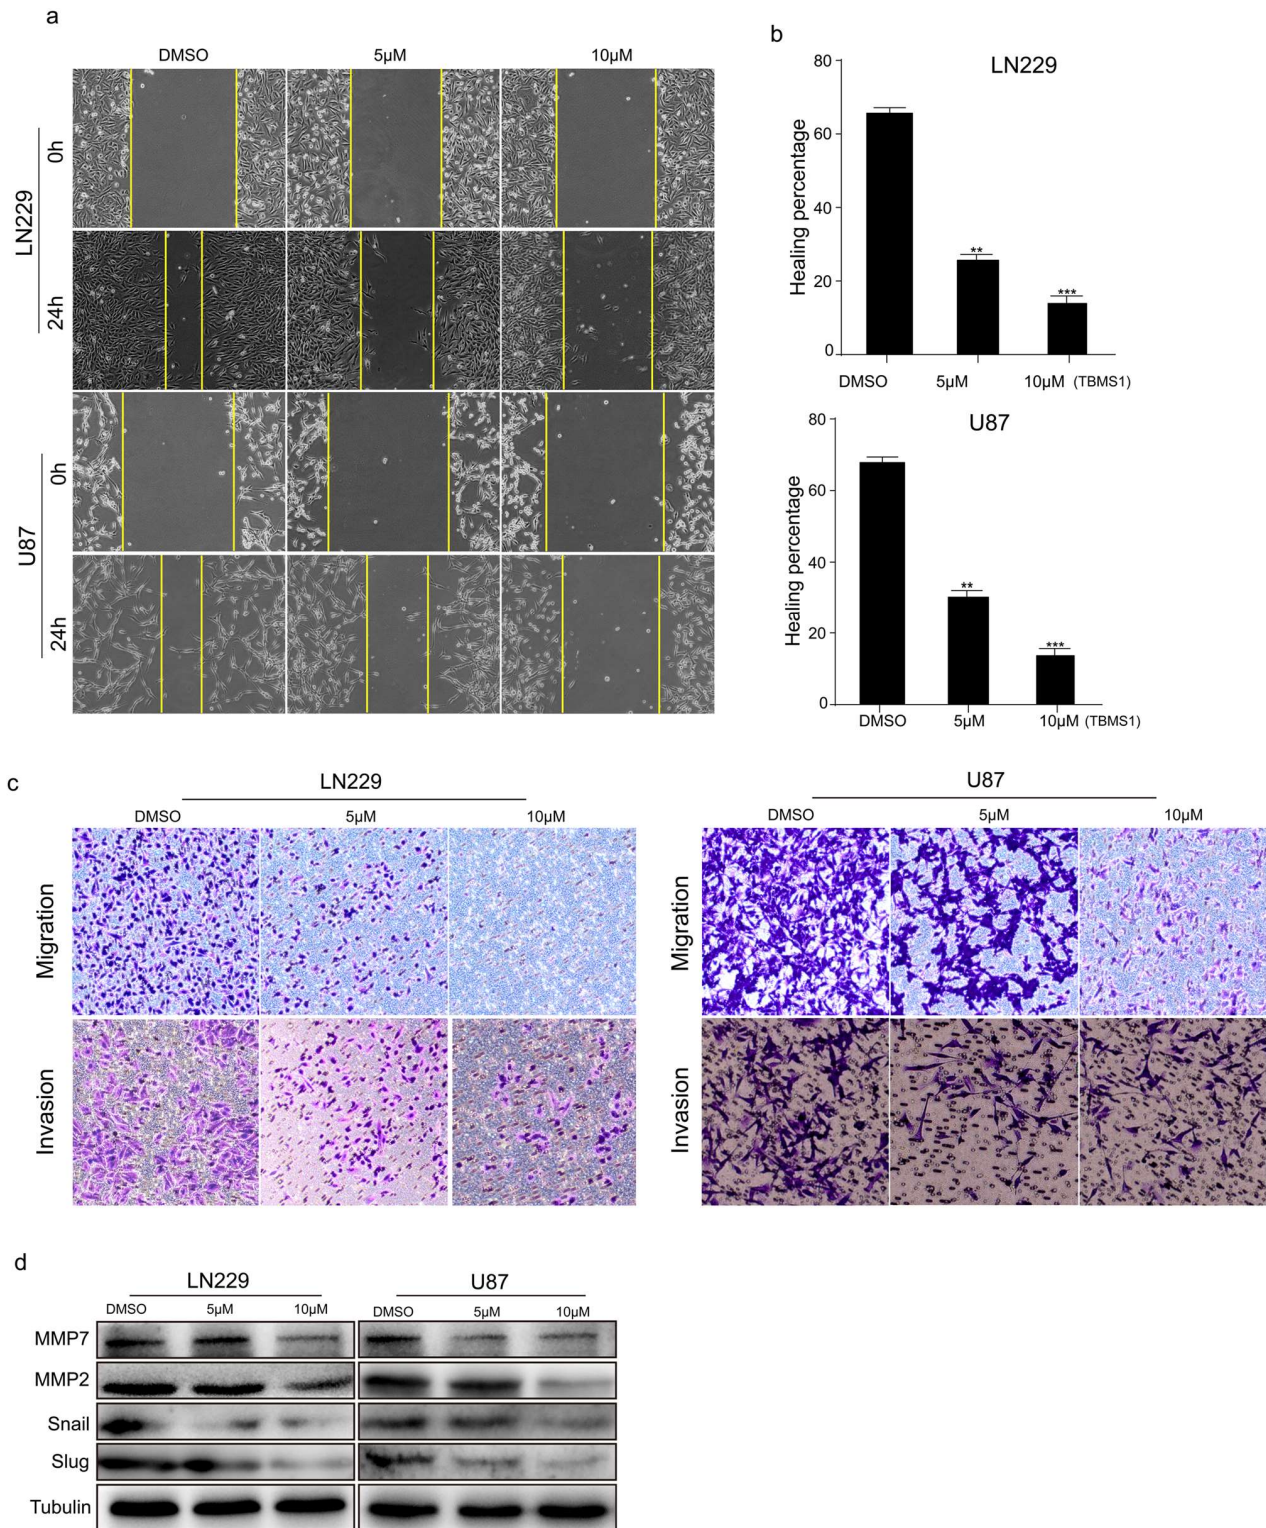 a
DMSO 5μM 10μM
LN229
0h
24h
U87
0h
24h
b
LN229
Healing percentage
80
60
40
20
0
**
***
DMSO 5μM 10μM (TBMS1)
U87
Healing percentage
80
60
40
20
0
**
***
DMSO 5μM 10μM (TBMS1)
c
LN229
DMSO 5μM 10μM
Migration
Invasion
U87
DMSO 5μM 10μM
Migration
Invasion
d
LN229 U87
DMSO 5μM 10μM DMSO 5μM 10μM
MMP7
MMP2
Snail
Slug
Tubulin